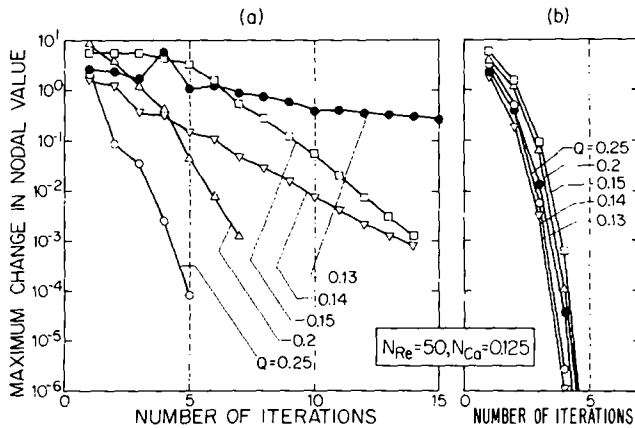 (a)
(b)
MAXIMUM CHANGE IN NODAL VALUE
10¹
10⁰
10⁻¹
10⁻²
10⁻³
10⁻⁴
10⁻⁵
10⁻⁶
0.13
0.14
0.15
0.2
Q=0.25
Q=0.25
0.2
0.15
0.14
0.13
N_Re=50, N_Ca=0.125
0 5 10 15
0 5
NUMBER OF ITERATIONS
NUMBER OF ITERATIONS